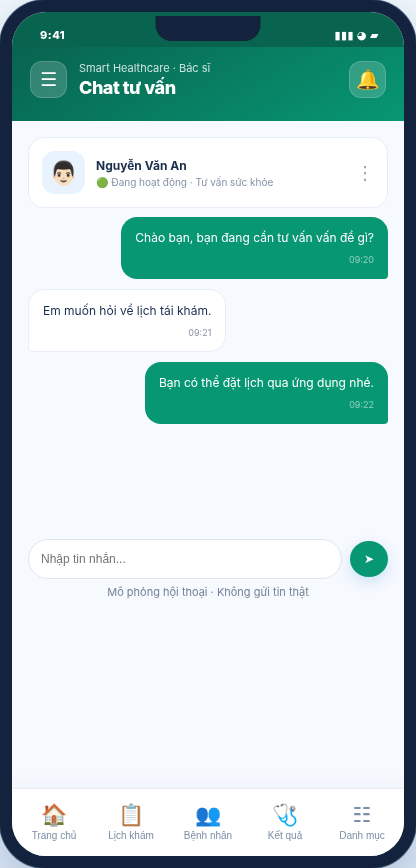 9:41
Smart Healthcare · Bác sĩ
Chat tư vấn
Nguyễn Văn An
Đang hoạt động · Tư vấn sức khỏe
Chào bạn, bạn đang cần tư vấn vấn đề gì?
09:20
Em muốn hỏi về lịch tái khám.
09:21
Bạn có thể đặt lịch qua ứng dụng nhé.
09:22
Nhập tin nhắn...
Mô phỏng hội thoại · Không gửi tin thật
Trang chủ
Lịch khám
Bệnh nhân
Kết quả
Danh mục